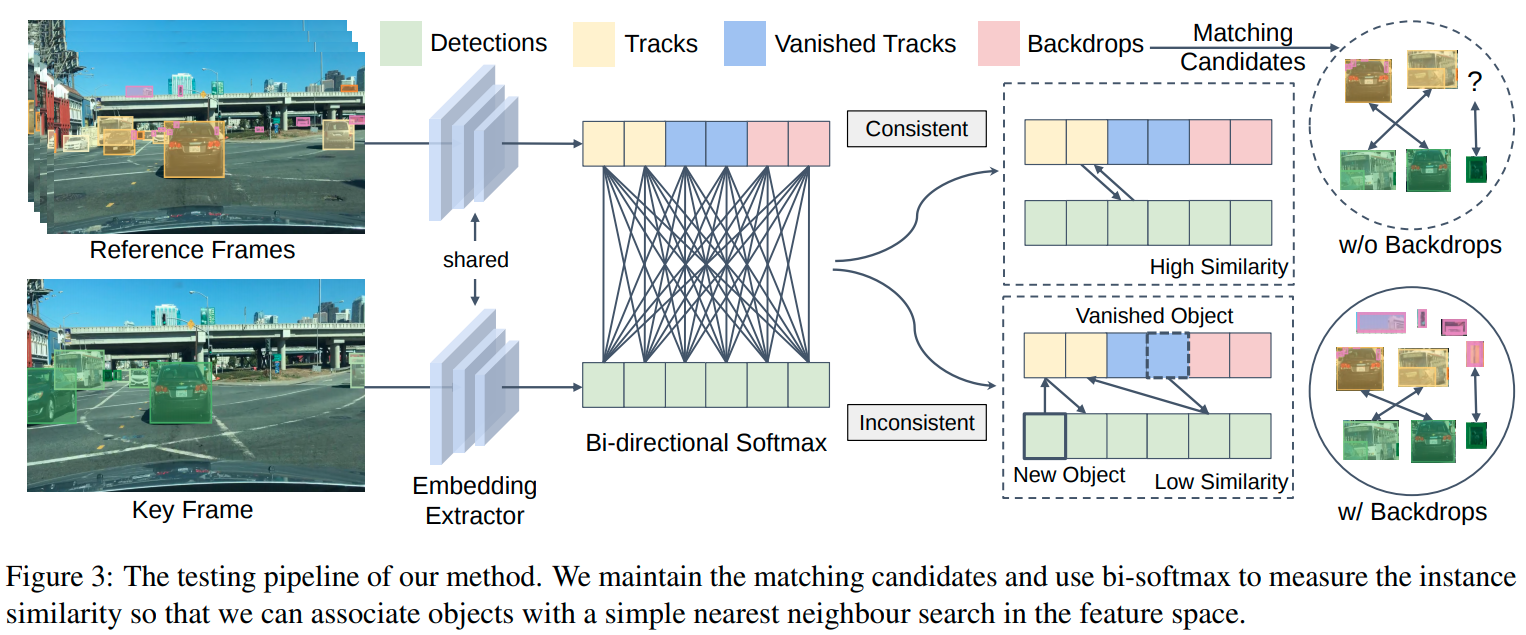 Detections
Tracks
Vanished Tracks
Backdrops
Matching
Candidates
?
w/o Backdrops
Reference Frames
shared
Key Frame
Embedding
Extractor
Bi-directional Softmax
Consistent
High Similarity
Inconsistent
Vanished Object
New Object
Low Similarity
w/ Backdrops
Figure 3: The testing pipeline of our method. We maintain the matching candidates and use bi-softmax to measure the instance
similarity so that we can associate objects with a simple nearest neighbour search in the feature space.